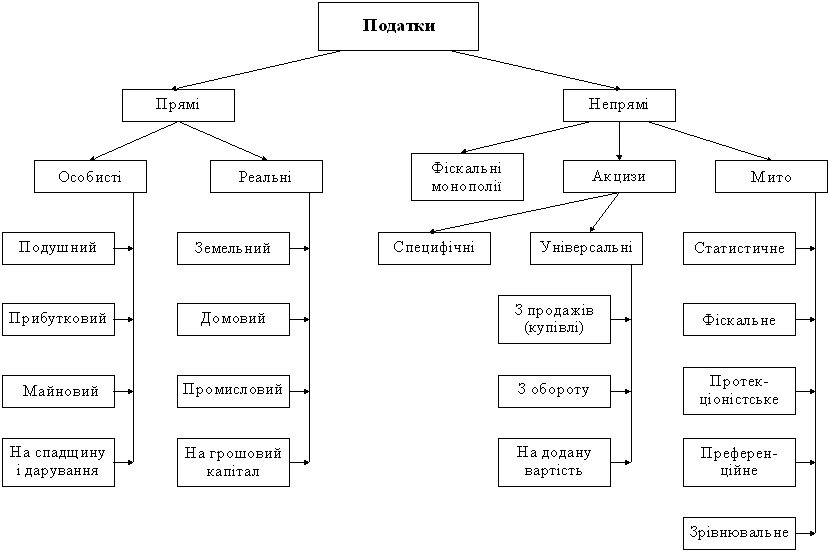 Податки
Прямі
Непрямі
Особисті
Реальні
Фіскальні
монополії
Акцизи
Мито
Подушний
Земельний
Специфічні
Універсальні
Статистичне
Прибутковий
Домовий
З продажів
(купівлі)
Фіскальне
Майновий
Промисловий
З обороту
Протек-
ціоністське
На спадщину
і дарування
На грошовий
капітал
На додану
вартість
Преферен-
ційне
Зрівнювальне